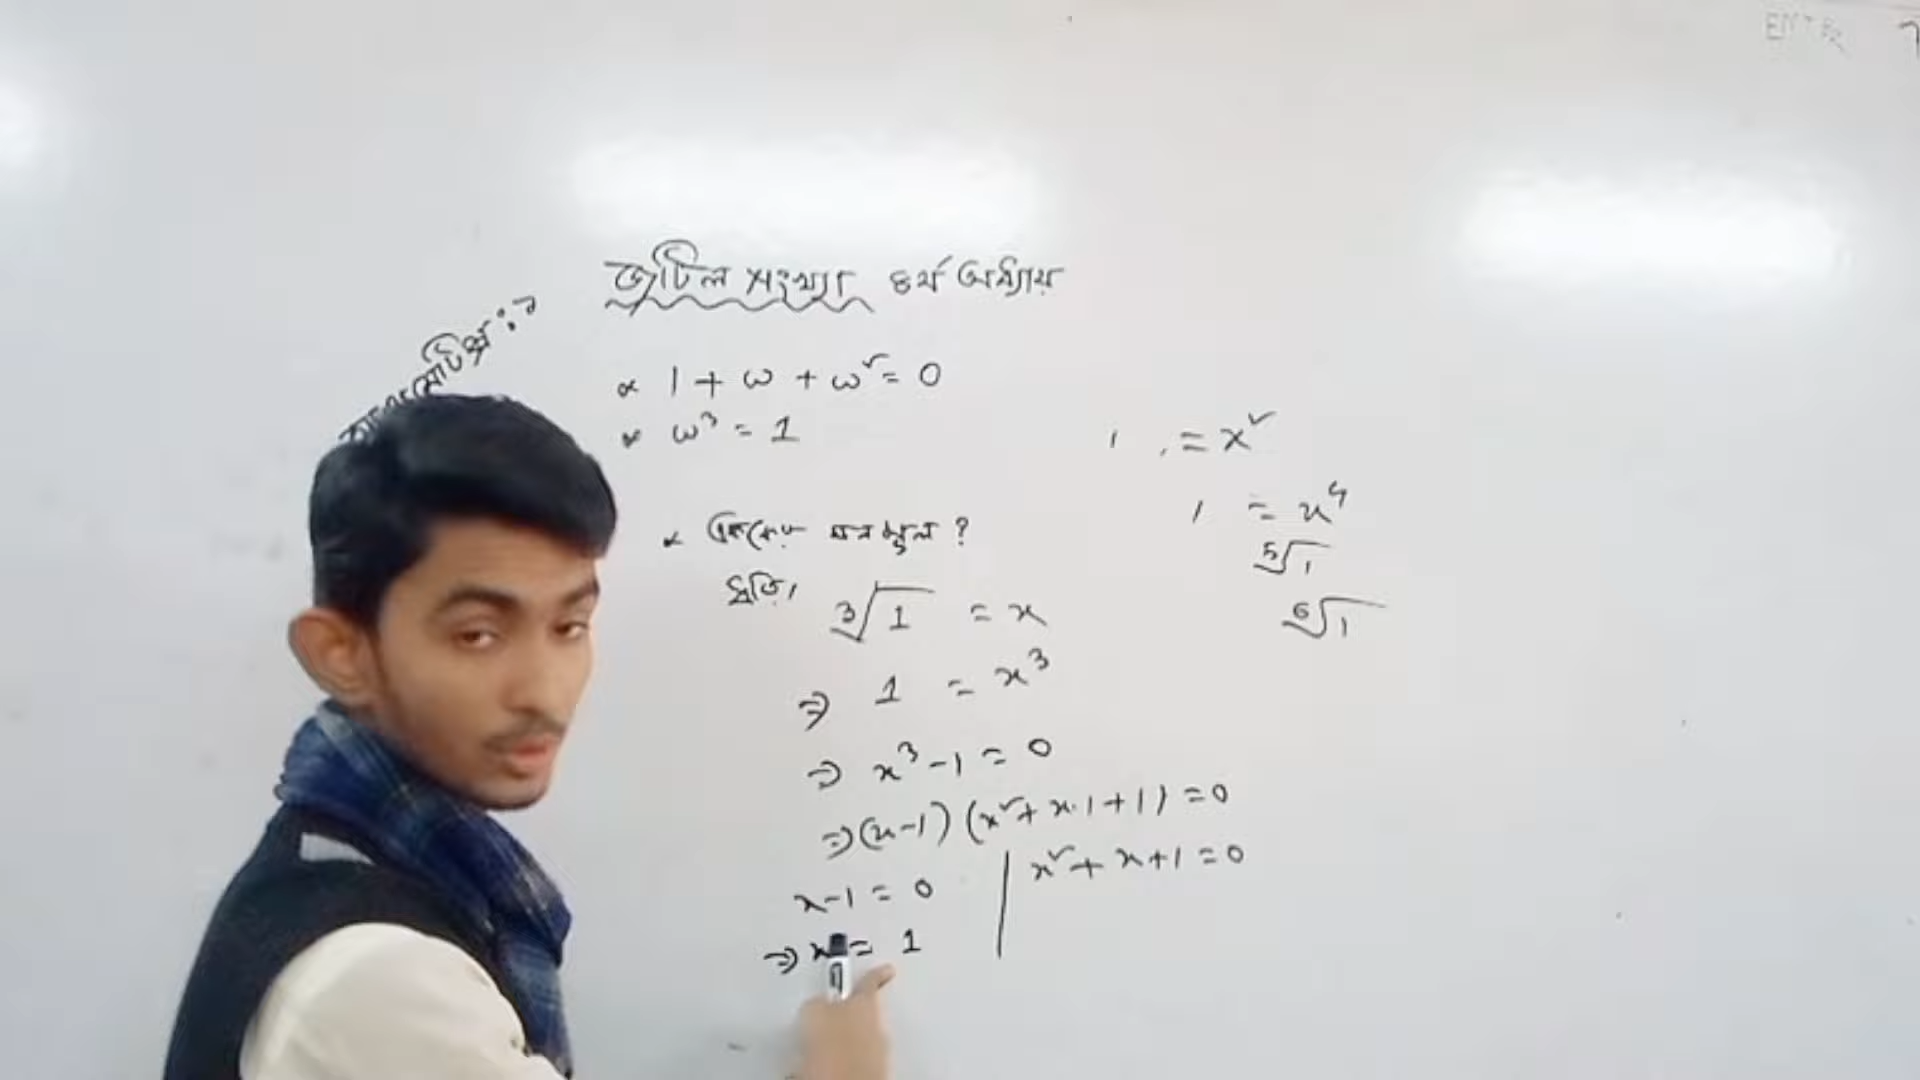 জটিল সংখ্যা ৪র্থ অধ্যায়
∝ 1 + ω + ω² = 0
∝ ω³ = 1
∝ এককের ঘনমূল ?
ধরি,
∛1 = x
⇒ 1 = x³
⇒ x³ - 1 = 0
⇒ (x-1) (x² + x·1 + 1) = 0
x - 1 = 0 | x² + x + 1 = 0
⇒ x = 1
= x²
1 = x⁴
⁵√1
⁶√1